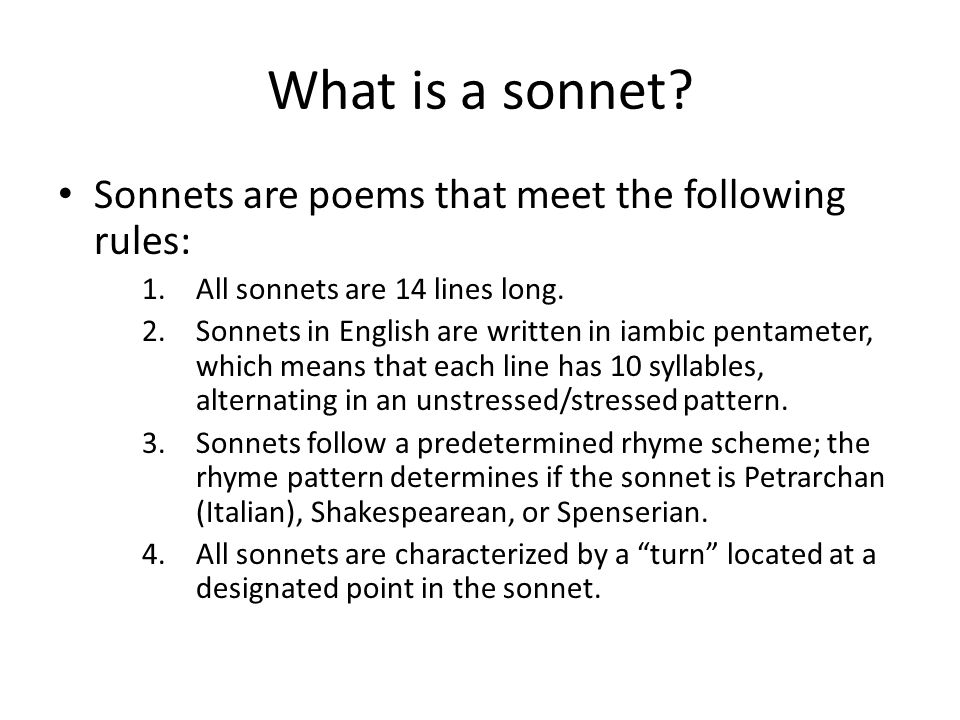 What is a sonnet?
• Sonnets are poems that meet the following
rules:
1. All sonnets are 14 lines long.
2. Sonnets in English are written in iambic pentameter,
which means that each line has 10 syllables,
alternating in an unstressed/stressed pattern.
3. Sonnets follow a predetermined rhyme scheme; the
rhyme pattern determines if the sonnet is Petrarchan
(Italian), Shakespearean, or Spenserian.
4. All sonnets are characterized by a “turn” located at a
designated point in the sonnet.